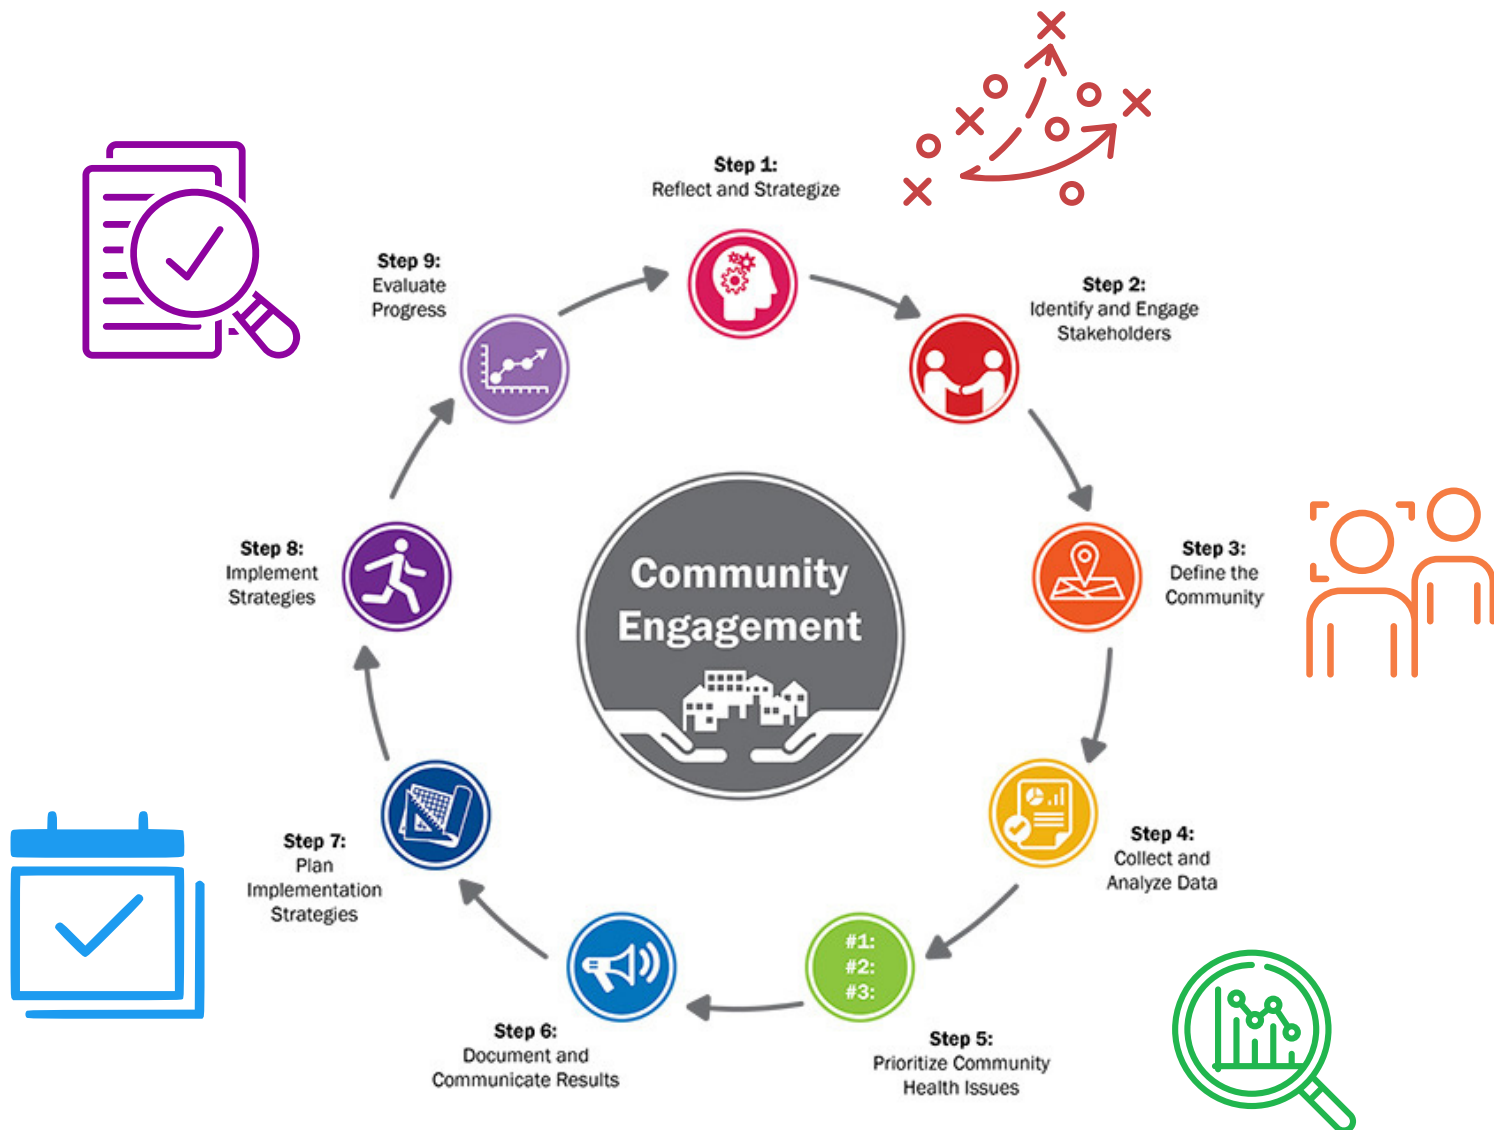 Step 1:
Reflect and Strategize
Step 2:
Identify and Engage
Stakeholders
Step 3:
Define the
Community
Step 4:
Collect and
Analyze Data
Step 5:
Prioritize Community
Health Issues
#1:
#2:
#3:
Step 6:
Document and
Communicate Results
Step 7:
Plan
Implementation
Strategies
Step 8:
Implement
Strategies
Step 9:
Evaluate
Progress
Community
Engagement